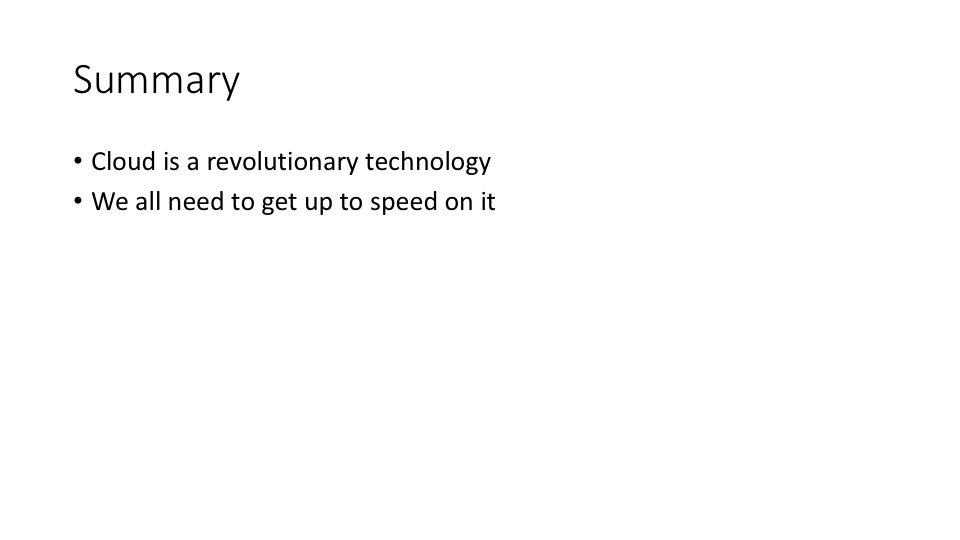 Summary
• Cloud is a revolutionary technology
• We all need to get up to speed on it